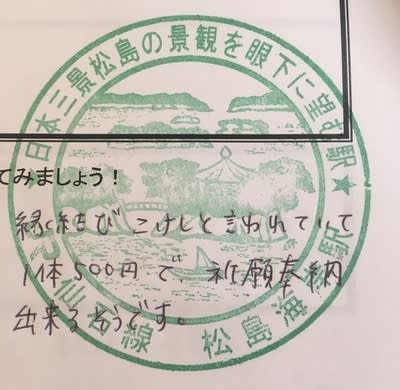 日本三景松島の景観を眼下に望む駅★
てみましょう！
縁結びこけしと言われていて
1体500円で 祈願奉納
出来るそうです。
仙石線 松島海岸駅